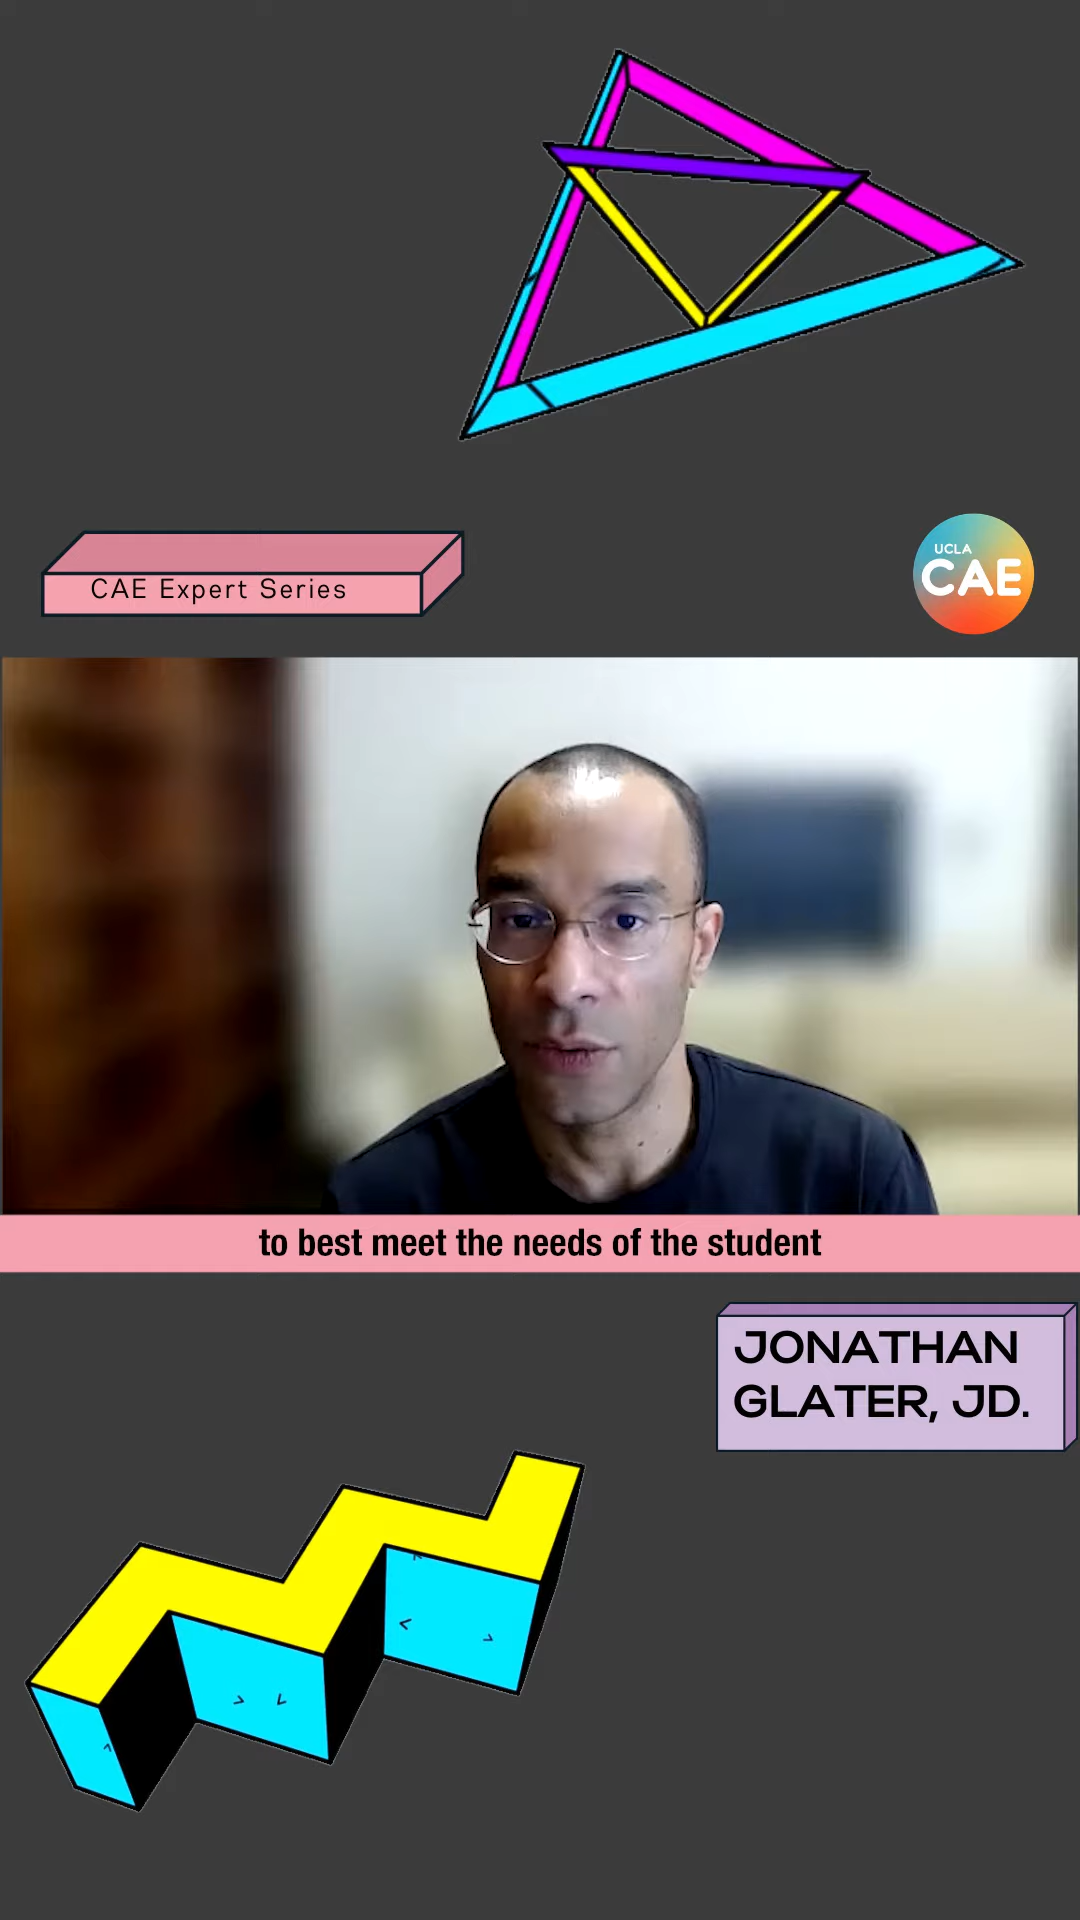 CAE Expert Series
UCLA
CAE
to best meet the needs of the student
JONATHAN
GLATER, JD.